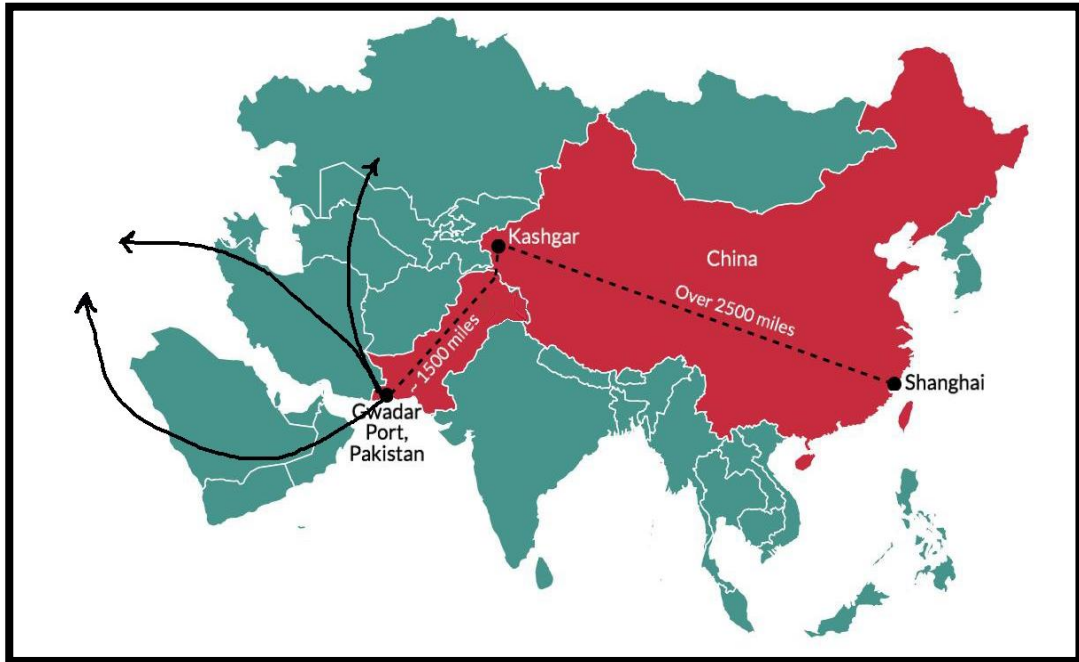 Kashgar
China
Over 2500 miles
~ 1500 miles
Shanghai
Gwadar
Port,
Pakistan